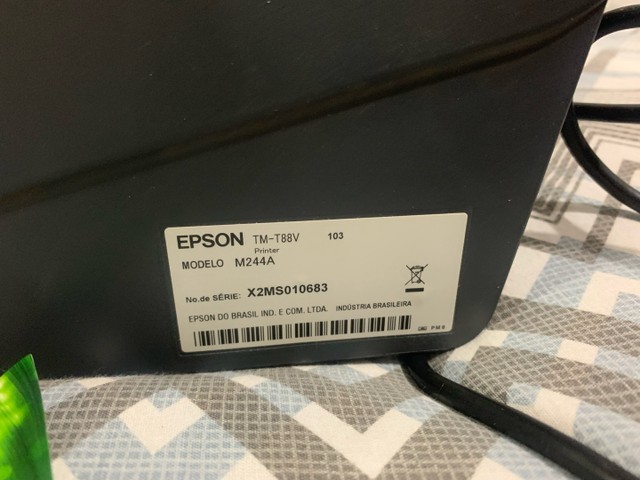 EPSON TM-T88V 103
Printer
MODELO M244A
No.de SÉRIE: X2MS010683
EPSON DO BRASIL IND. E COM. LTDA. INDÚSTRIA BRASILEIRA